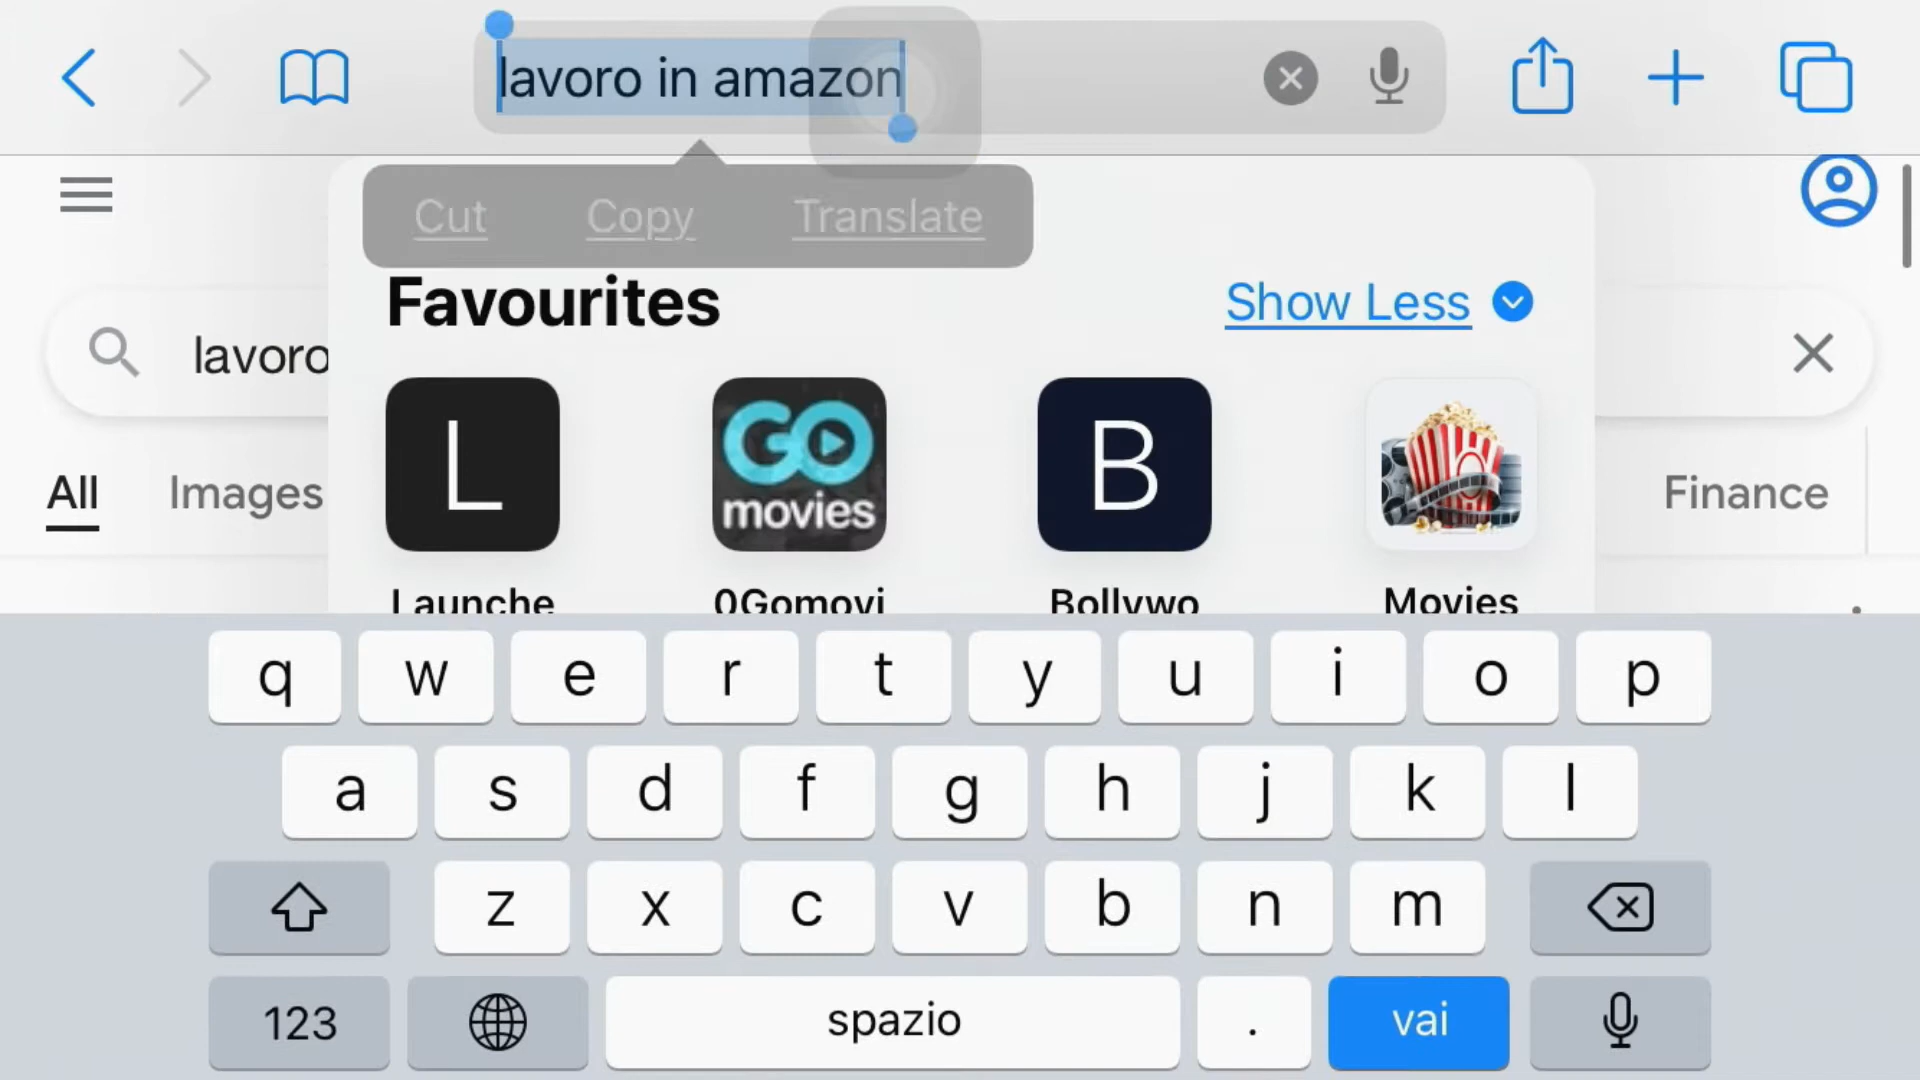 lavoro in amazon
Cut Copy Translate
Favourites Show Less
lavoro
L GO movies B
All Images Finance
Launche 0Gomovi Bollywo Movies
q w e r t y u i o p
a s d f g h j k l
z x c v b n m
123 spazio . vai